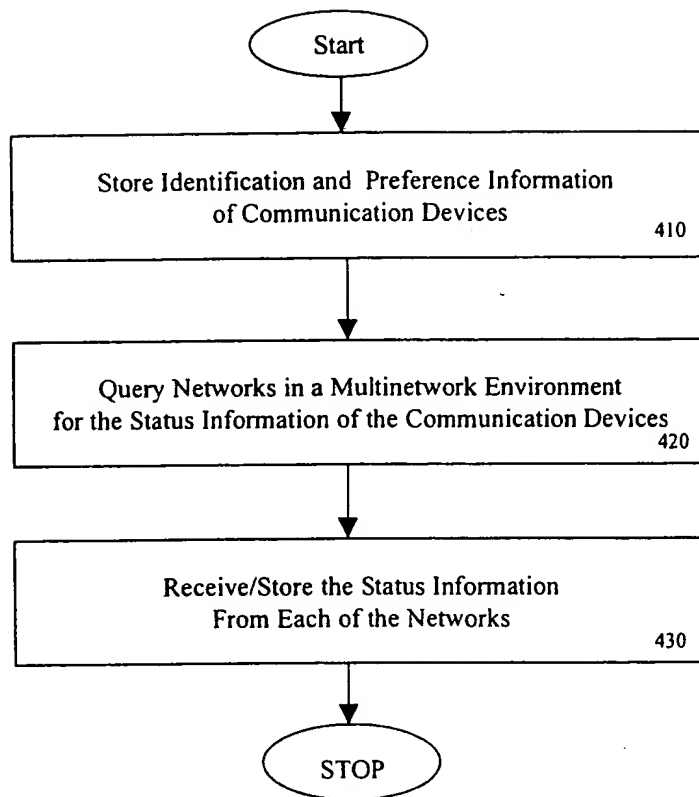 Start
Store Identification and Preference Information
of Communication Devices
410
Query Networks in a Multinetwork Environment
for the Status Information of the Communication Devices
420
Receive/Store the Status Information
From Each of the Networks
430
STOP